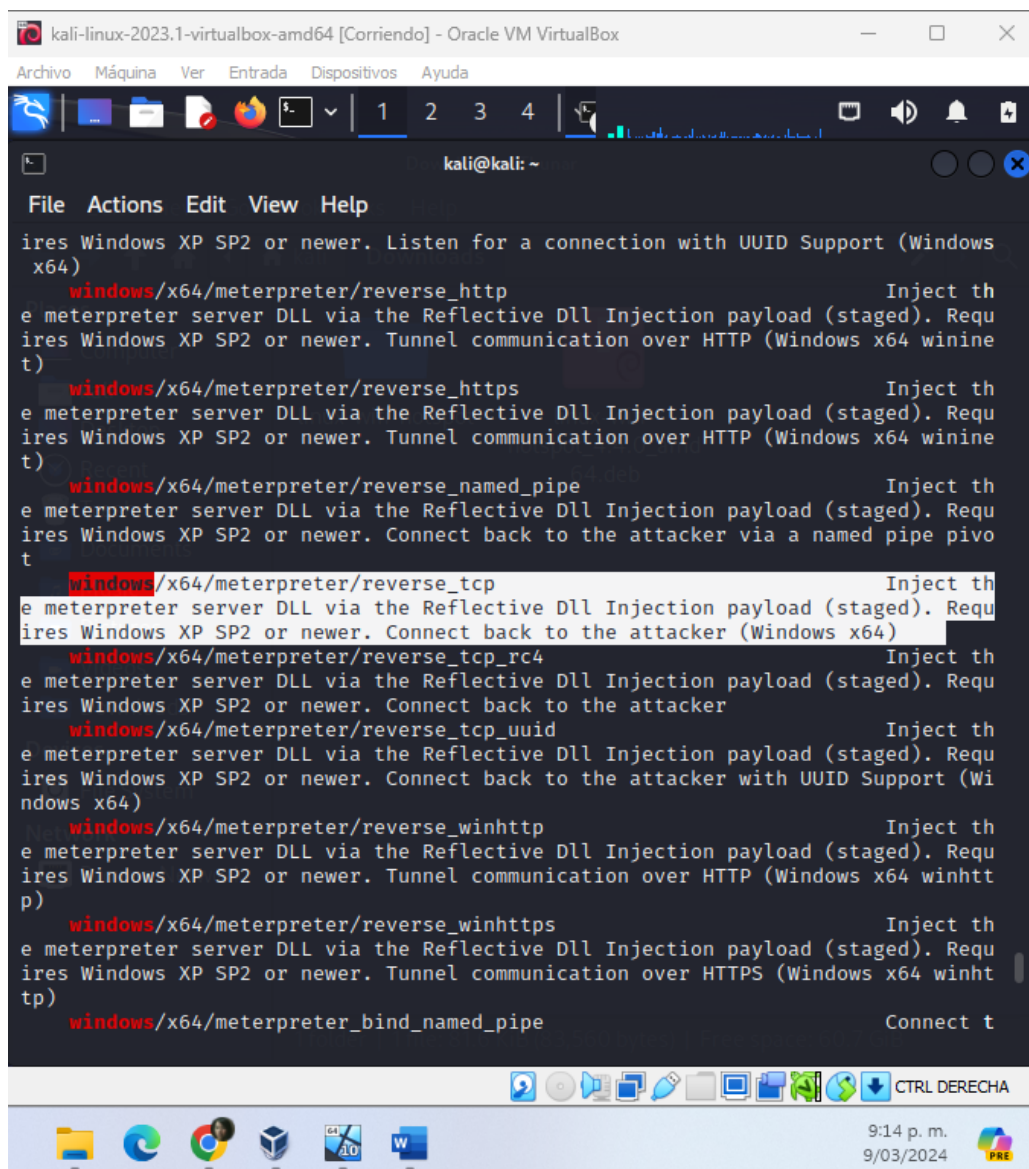 kali-linux-2023.1-virtualbox-amd64 [Corriendo] - Oracle VM VirtualBox
Archivo Máquina Ver Entrada Dispositivos Ayuda
1 2 3 4
kali@kali: ~
File Actions Edit View Help
ires Windows XP SP2 or newer. Listen for a connection with UUID Support (Windows
x64)
windows/x64/meterpreter/reverse_http Inject th
e meterpreter server DLL via the Reflective Dll Injection payload (staged). Requ
ires Windows XP SP2 or newer. Tunnel communication over HTTP (Windows x64 winine
t)
windows/x64/meterpreter/reverse_https Inject th
e meterpreter server DLL via the Reflective Dll Injection payload (staged). Requ
ires Windows XP SP2 or newer. Tunnel communication over HTTP (Windows x64 winine
t)
windows/x64/meterpreter/reverse_named_pipe Inject th
e meterpreter server DLL via the Reflective Dll Injection payload (staged). Requ
ires Windows XP SP2 or newer. Connect back to the attacker via a named pipe pivo
t
windows/x64/meterpreter/reverse_tcp Inject th
e meterpreter server DLL via the Reflective Dll Injection payload (staged). Requ
ires Windows XP SP2 or newer. Connect back to the attacker (Windows x64)
windows/x64/meterpreter/reverse_tcp_rc4 Inject th
e meterpreter server DLL via the Reflective Dll Injection payload (staged). Requ
ires Windows XP SP2 or newer. Connect back to the attacker
windows/x64/meterpreter/reverse_tcp_uuid Inject th
e meterpreter server DLL via the Reflective Dll Injection payload (staged). Requ
ires Windows XP SP2 or newer. Connect back to the attacker with UUID Support (Wi
ndows x64)
windows/x64/meterpreter/reverse_winhttp Inject th
e meterpreter server DLL via the Reflective Dll Injection payload (staged). Requ
ires Windows XP SP2 or newer. Tunnel communication over HTTP (Windows x64 winhtt
p)
windows/x64/meterpreter/reverse_winhttps Inject th
e meterpreter server DLL via the Reflective Dll Injection payload (staged). Requ
ires Windows XP SP2 or newer. Tunnel communication over HTTPS (Windows x64 winht
tp)
windows/x64/meterpreter_bind_named_pipe Connect t
CTRL DERECHA
9:14 p. m.
9/03/2024
PRE